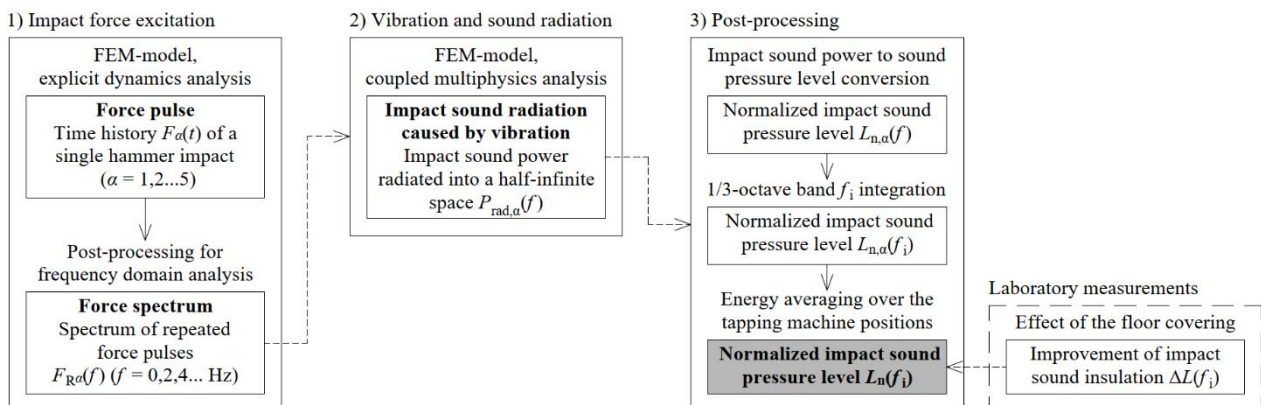 1) Impact force excitation
FEM-model,
explicit dynamics analysis
Force pulse
Time history Fα(t) of a
single hammer impact
(α = 1,2...5)
Post-processing for
frequency domain analysis
Force spectrum
Spectrum of repeated
force pulses
FRα(f) (f = 0,2,4... Hz)
2) Vibration and sound radiation
FEM-model,
coupled multiphysics analysis
Impact sound radiation
caused by vibration
Impact sound power
radiated into a half-infinite
space Prad,α(f)
3) Post-processing
Impact sound power to sound
pressure level conversion
Normalized impact sound
pressure level Ln,α(f)
1/3-octave band fi integration
Normalized impact sound
pressure level Ln,α(fi)
Energy averaging over the
tapping machine positions
Normalized impact sound
pressure level Ln(fi)
Laboratory measurements
Effect of the floor covering
Improvement of impact
sound insulation ΔL(fi)